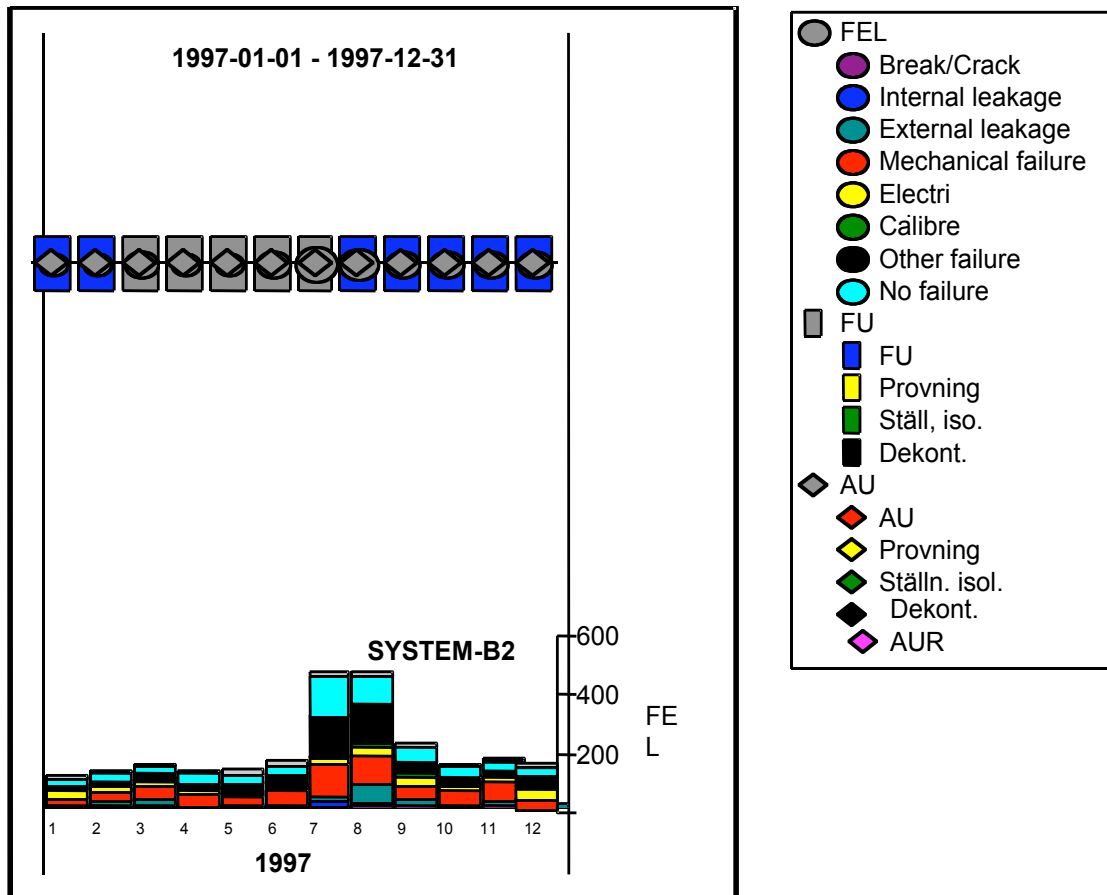 1997-01-01 - 1997-12-31
SYSTEM-B2
600
400
200
FE
L
1 2 3 4 5 6 7 8 9 10 11 12
1997
FEL
Break/Crack
Internal leakage
External leakage
Mechanical failure
Electri
Calibre
Other failure
No failure
FU
FU
Provning
Ställ, iso.
Dekont.
AU
AU
Provning
Ställn. isol.
Dekont.
AUR